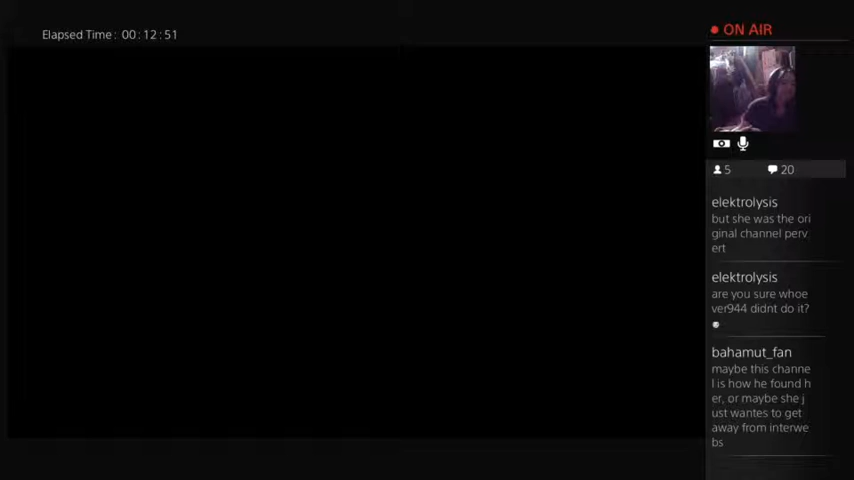 Elapsed Time: 00:12:51
ON AIR
5 20
elektrolysis
but she was the ori
ginal channel perv
ert
elektrolysis
are you sure whoe
ver944 didnt do it?
bahamut_fan
maybe this channe
l is how he found h
er, or maybe she j
ust wantes to get
away from interwe
bs